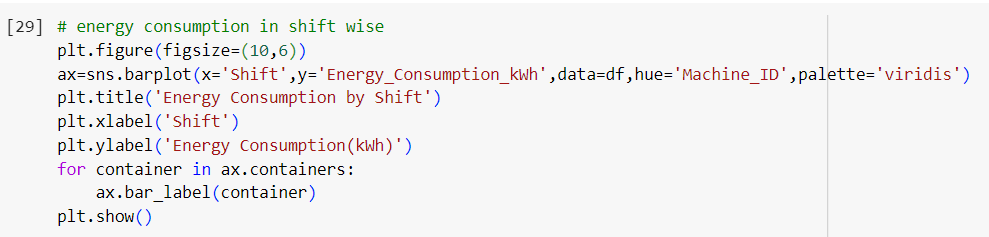 [29] # energy consumption in shift wise
plt.figure(figsize=(10,6))
ax=sns.barplot(x='Shift',y='Energy_Consumption_kWh',data=df,hue='Machine_ID',palette='viridis')
plt.title('Energy Consumption by Shift')
plt.xlabel('Shift')
plt.ylabel('Energy Consumption(kWh)')
for container in ax.containers:
    ax.bar_label(container)
plt.show()